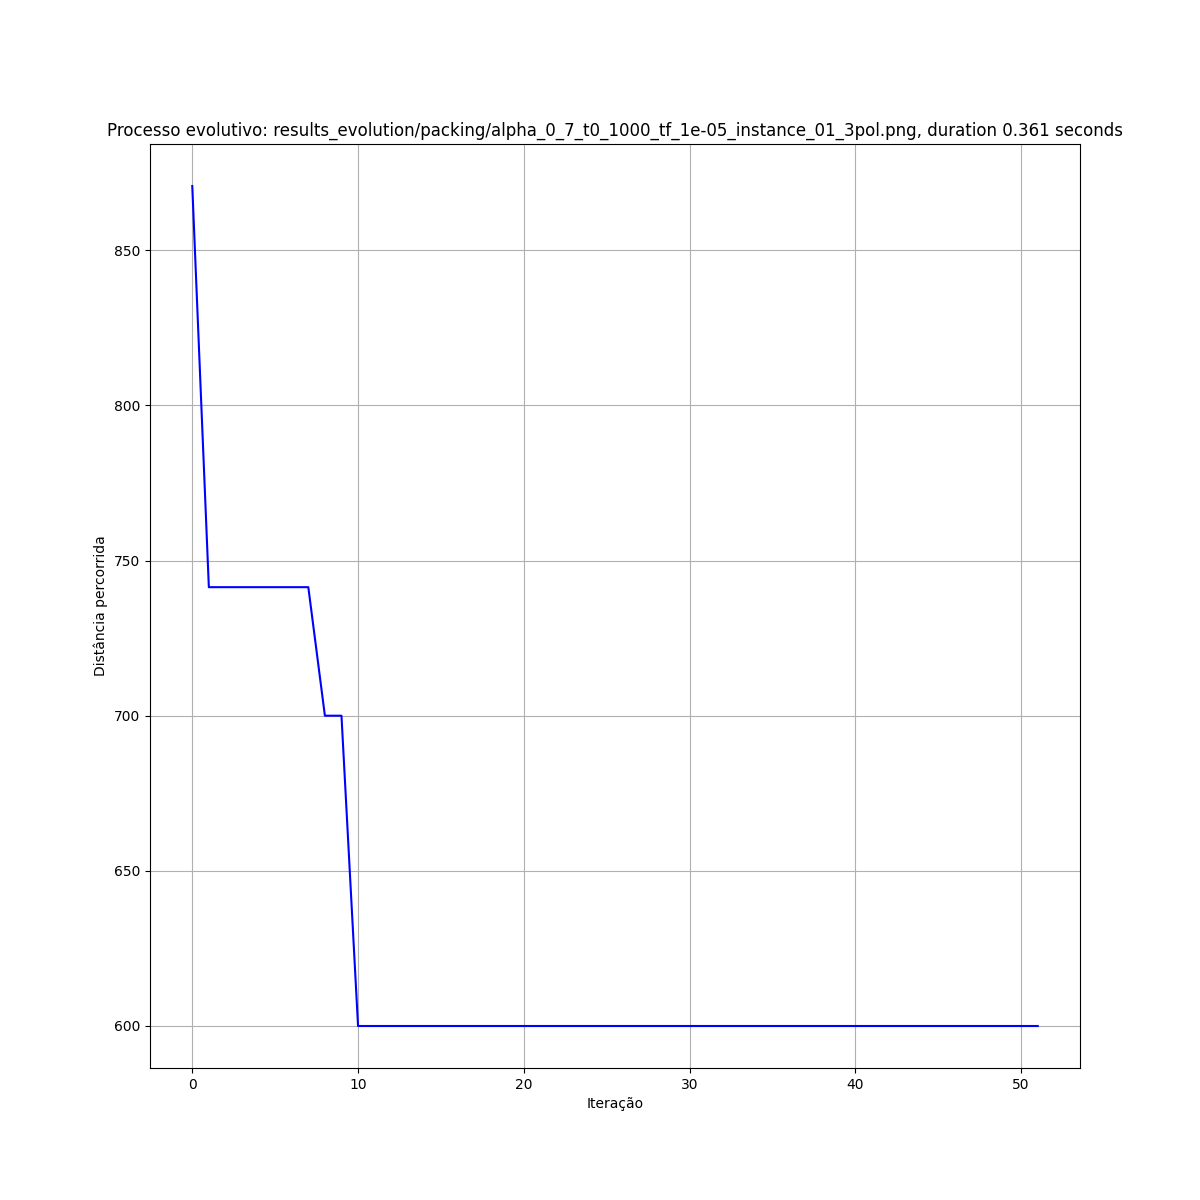 Processo evolutivo: results_evolution/packing/alpha_0_7_t0_1000_tf_1e-05_instance_01_3pol.png, duration 0.361 seconds
850
800
750
700
650
600
Distância percorrida
0 10 20 30 40 50
Iteração